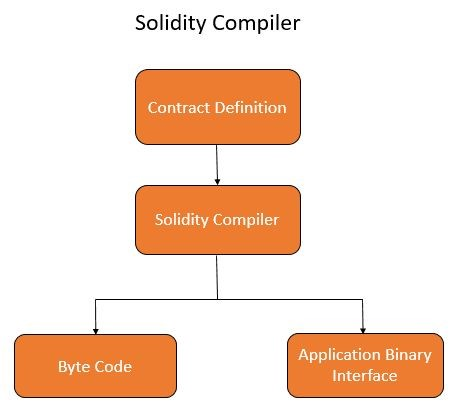 Solidity Compiler
Contract Definition
Solidity Compiler
Byte Code
Application Binary
Interface